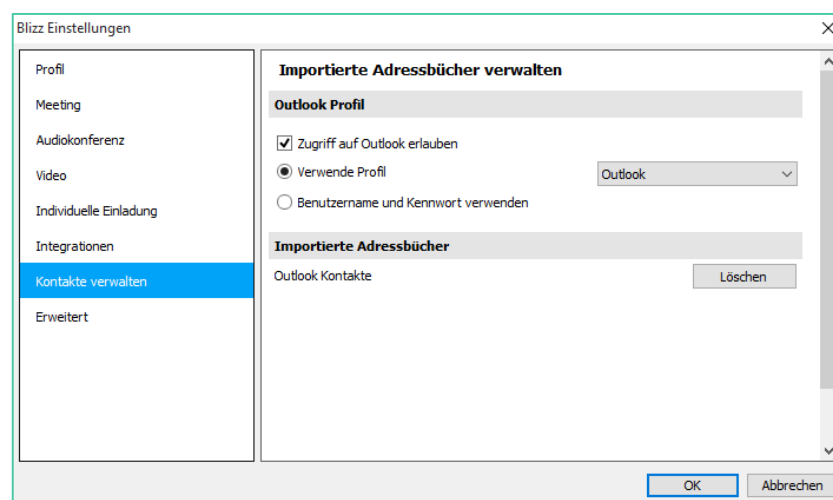 Blizz Einstellungen
Profil
Meeting
Audiokonferenz
Video
Individuelle Einladung
Integrationen
Kontakte verwalten
Erweitert
Importierte Adressbücher verwalten
Outlook Profil
Zugriff auf Outlook erlauben
Verwende Profil
Outlook
Benutzername und Kennwort verwenden
Importierte Adressbücher
Outlook Kontakte
Löschen
OK
Abbrechen